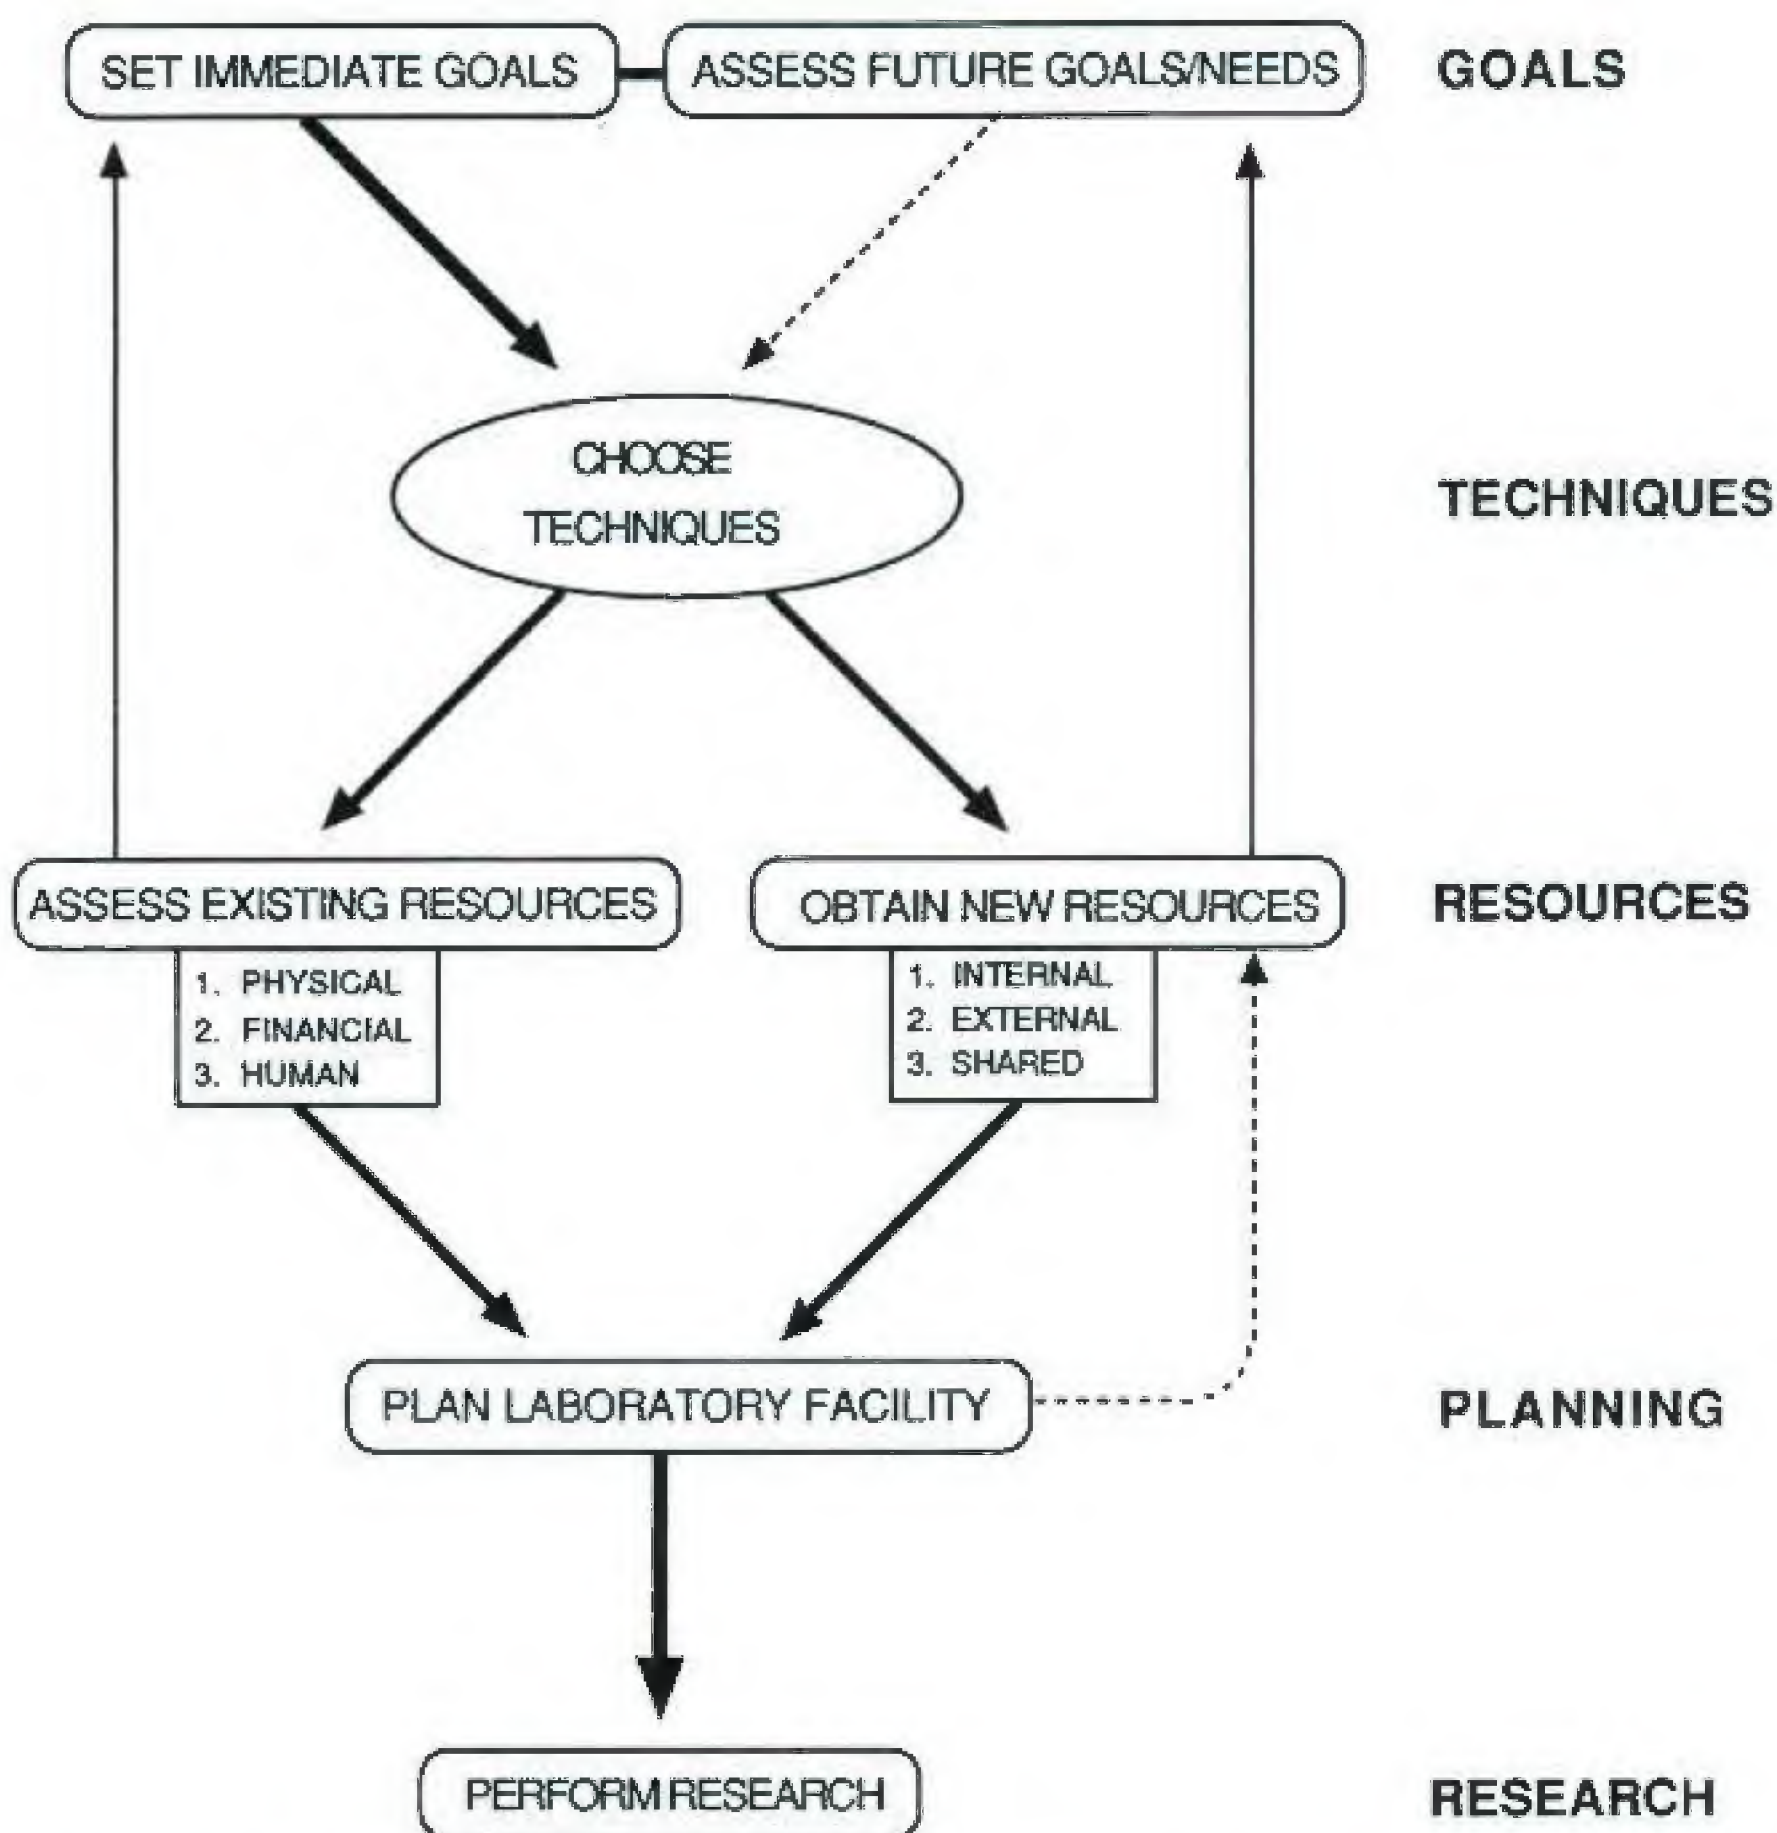 SET IMMEDIATE GOALS
ASSESS FUTURE GOALS/NEEDS
GOALS
CHOOSE
TECHNIQUES
TECHNIQUES
ASSESS EXISTING RESOURCES
OBTAIN NEW RESOURCES
RESOURCES
1. PHYSICAL
2. FINANCIAL
3. HUMAN
1. INTERNAL
2. EXTERNAL
3. SHARED
PLAN LABORATORY FACILITY
PLANNING
PERFORM RESEARCH
RESEARCH